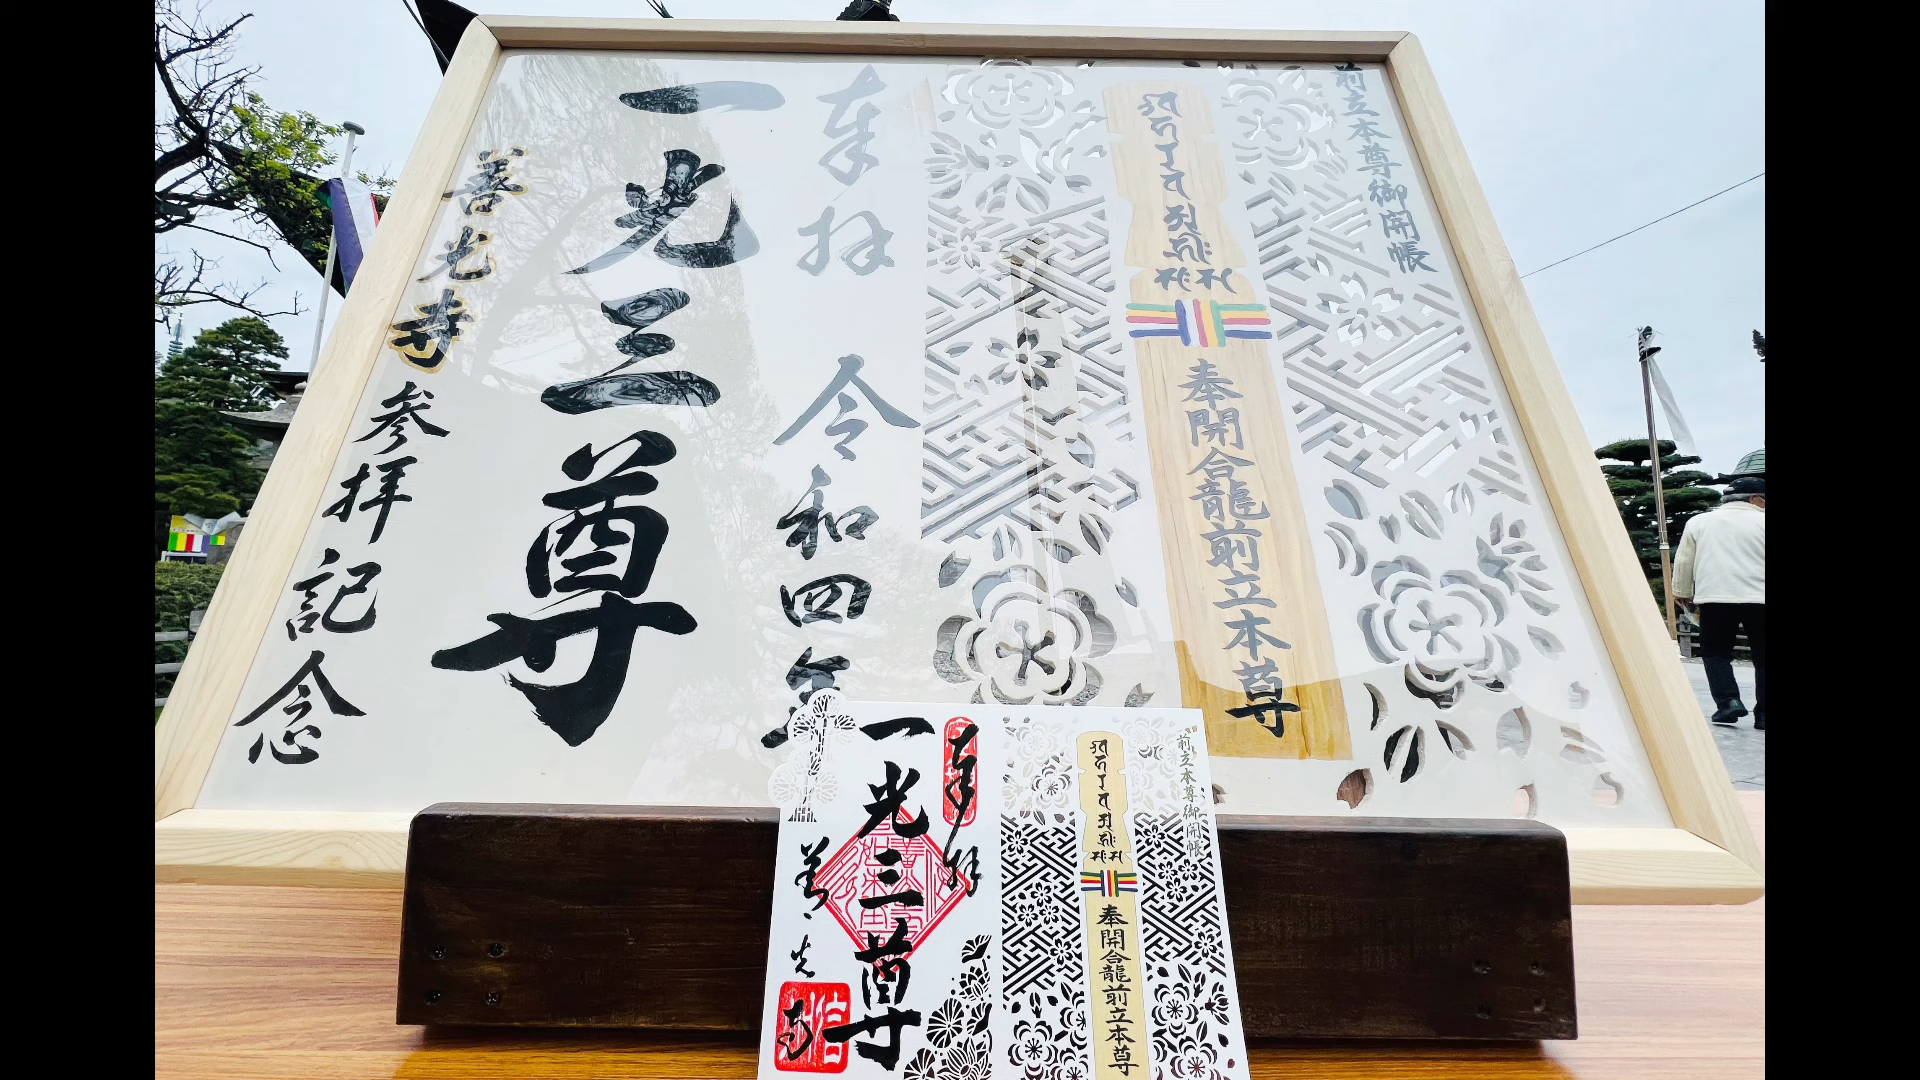 前立本尊御開帳
奉開合龍前立本尊
奉拝　令和四年
一光三尊
善光寺参拝記念
前立本尊御開帳
奉開合龍前立本尊
奉拝
一光三尊
善光寺